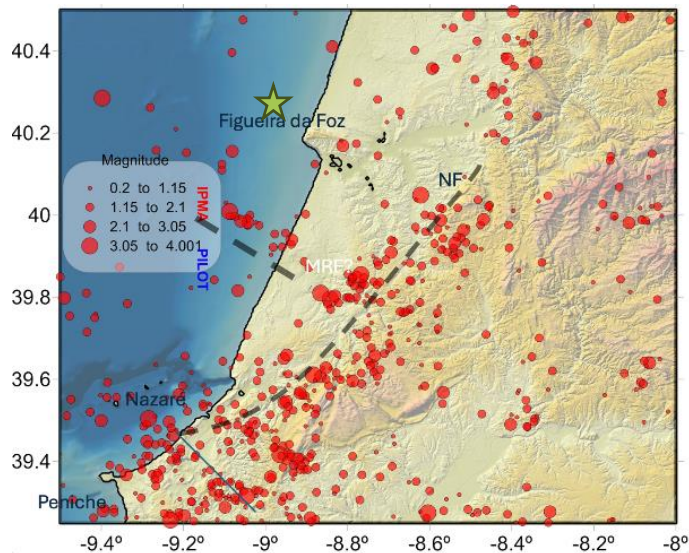 40.5
Figueira da Foz
40.2
Magnitude
0.2 to 1.15
1.15 to 2.1
2.1 to 3.05
3.05 to 4.001
IPMA
PILOT
NF
40
MRF?
39.8
39.6
Nazaré
39.4
Peniche
-9.4
-9.2
-9
-8.8
-8.6
-8.4
-8.2
-8